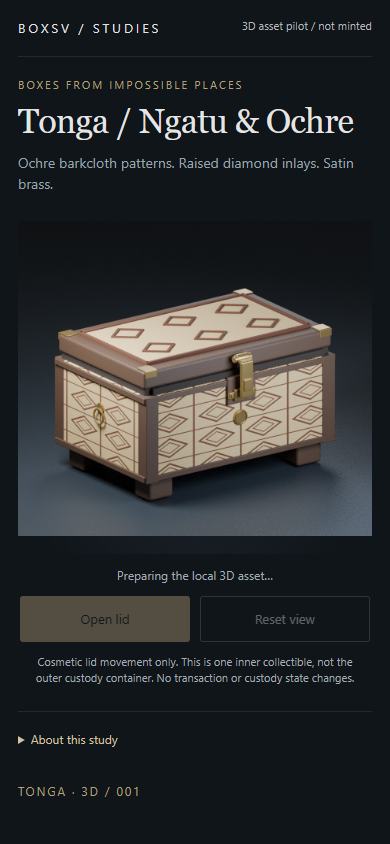 BOXSV / STUDIES
3D asset pilot / not minted
BOXES FROM IMPOSSIBLE PLACES
Tonga / Ngatu & Ochre
Ochre barkcloth patterns. Raised diamond inlays. Satin
brass.
Preparing the local 3D asset...
Open lid
Reset view
Cosmetic lid movement only. This is one inner collectible, not the
outer custody container. No transaction or custody state changes.
About this study
TONGA · 3D / 001